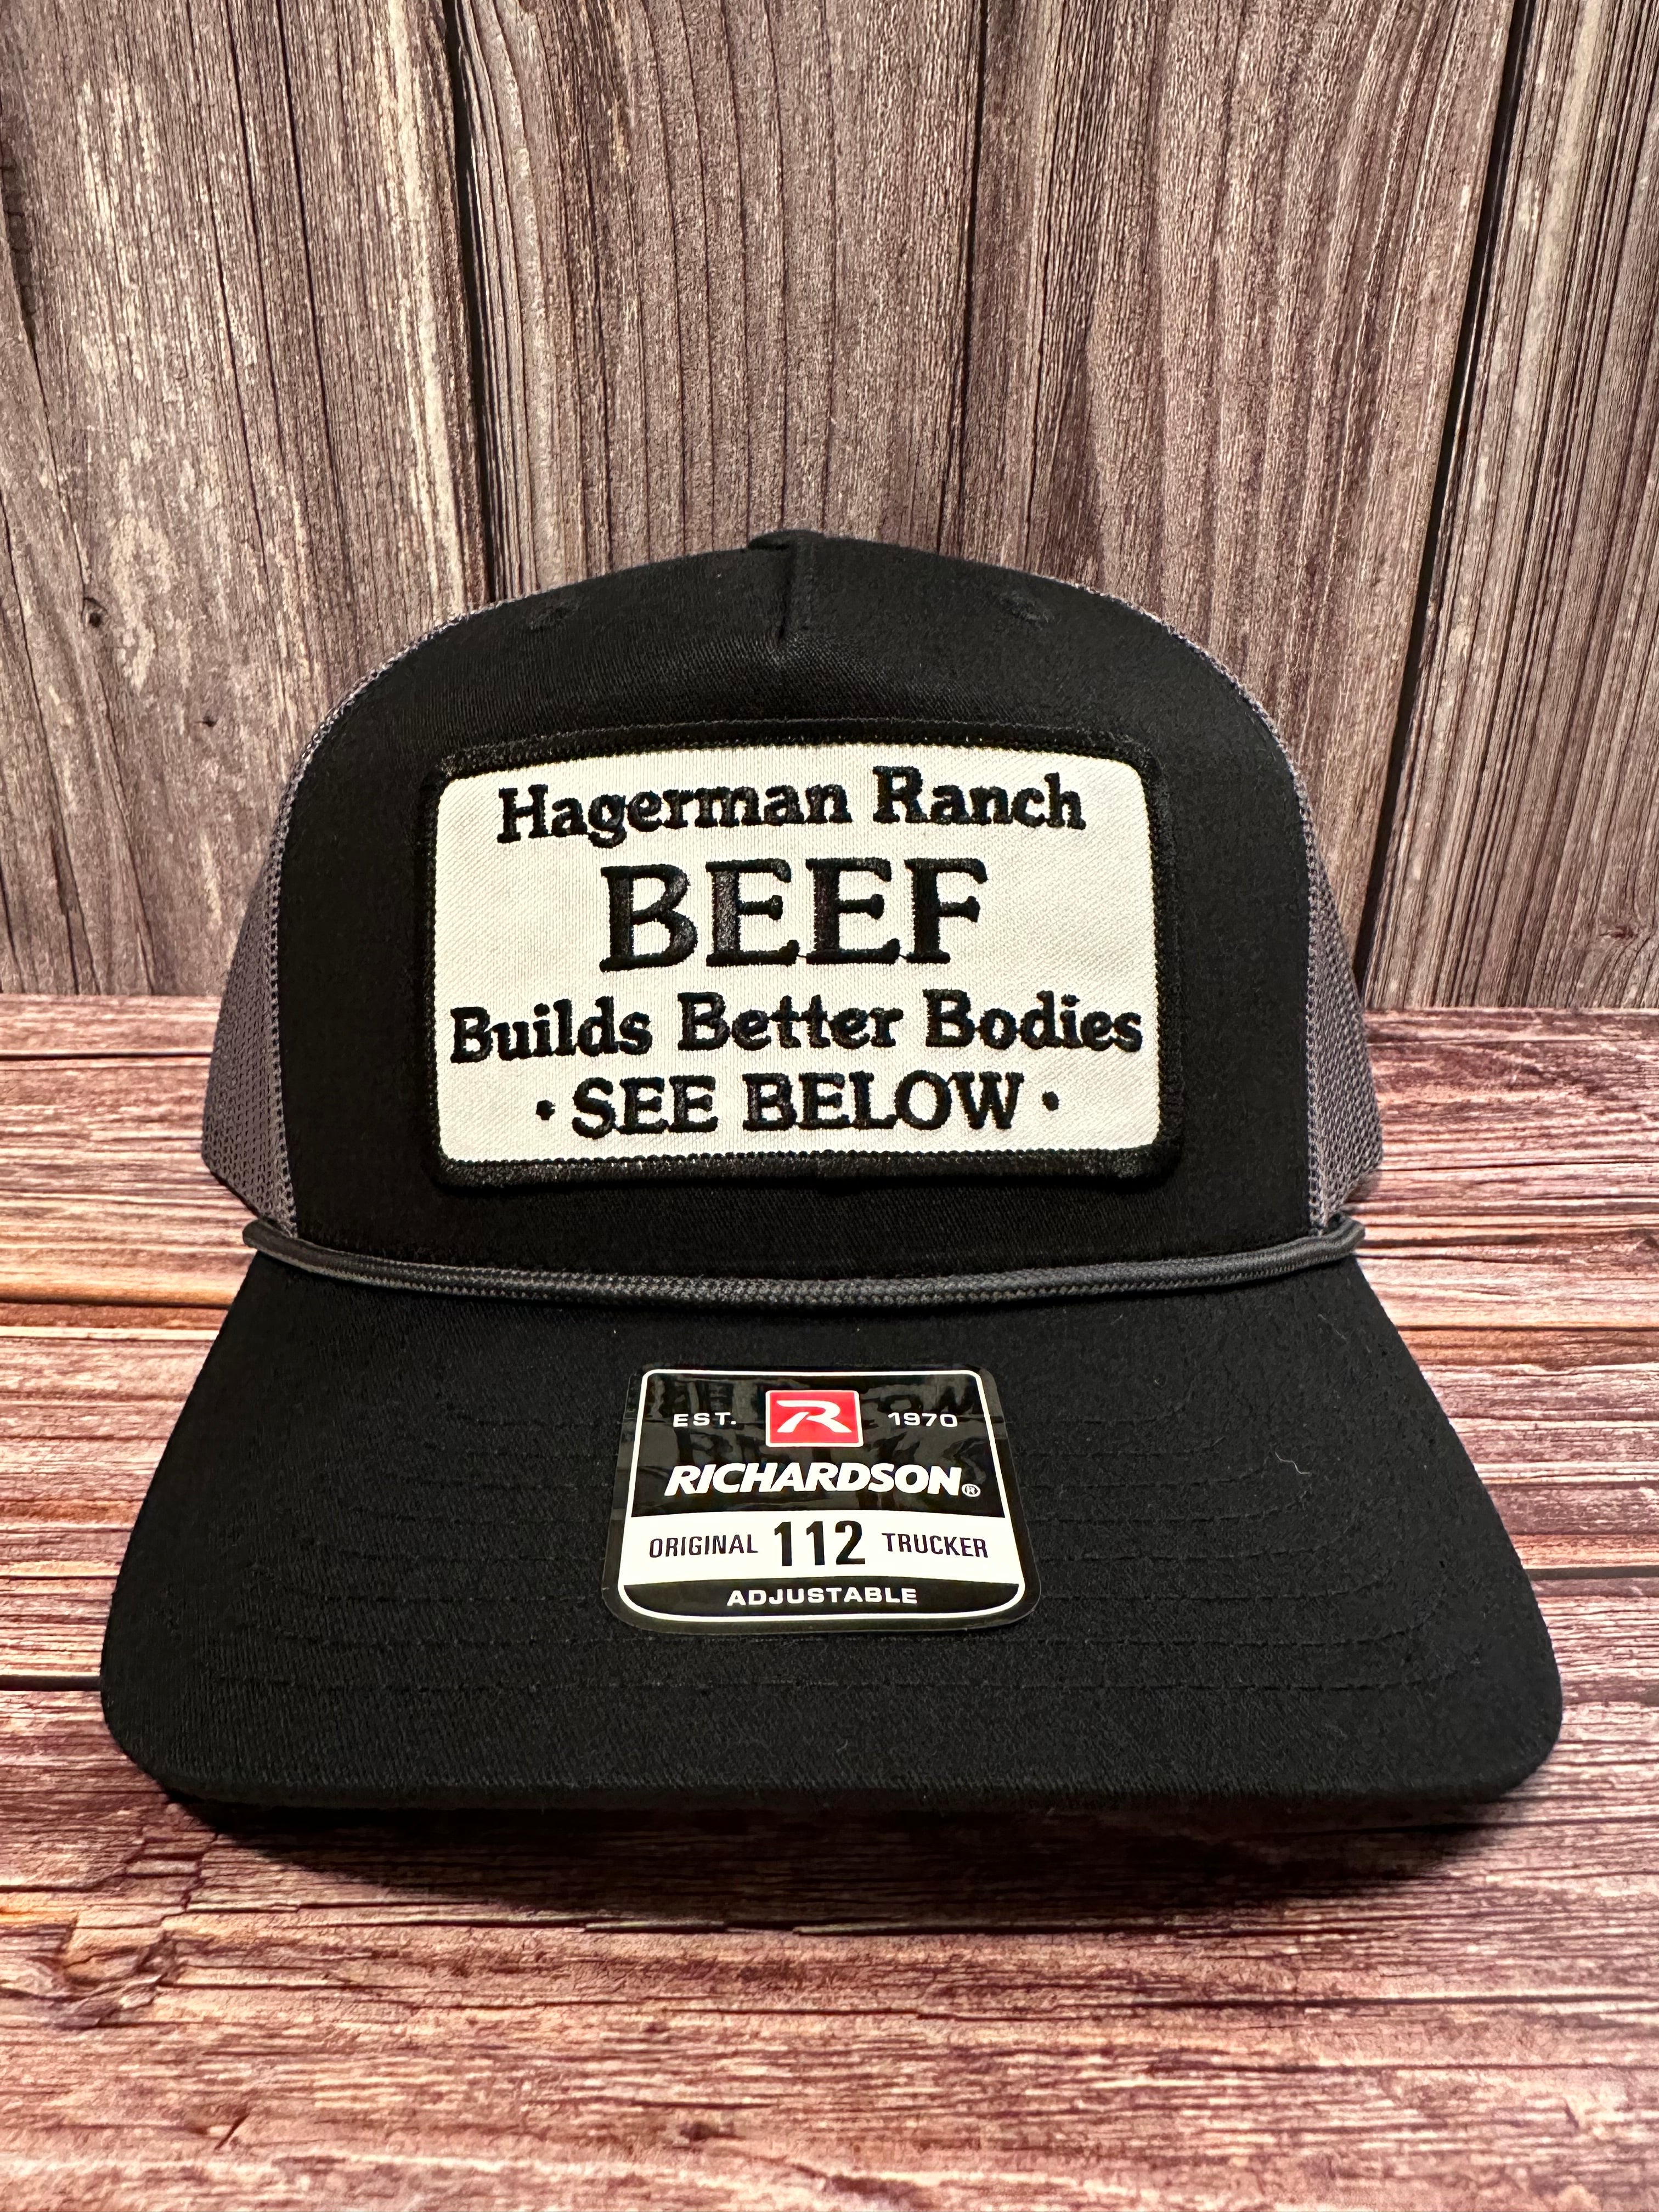 Hagerman Ranch
BEEF
Builds Better Bodies
• SEE BELOW •
EST. R 1970
RICHARDSON®
ORIGINAL 112 TRUCKER
ADJUSTABLE